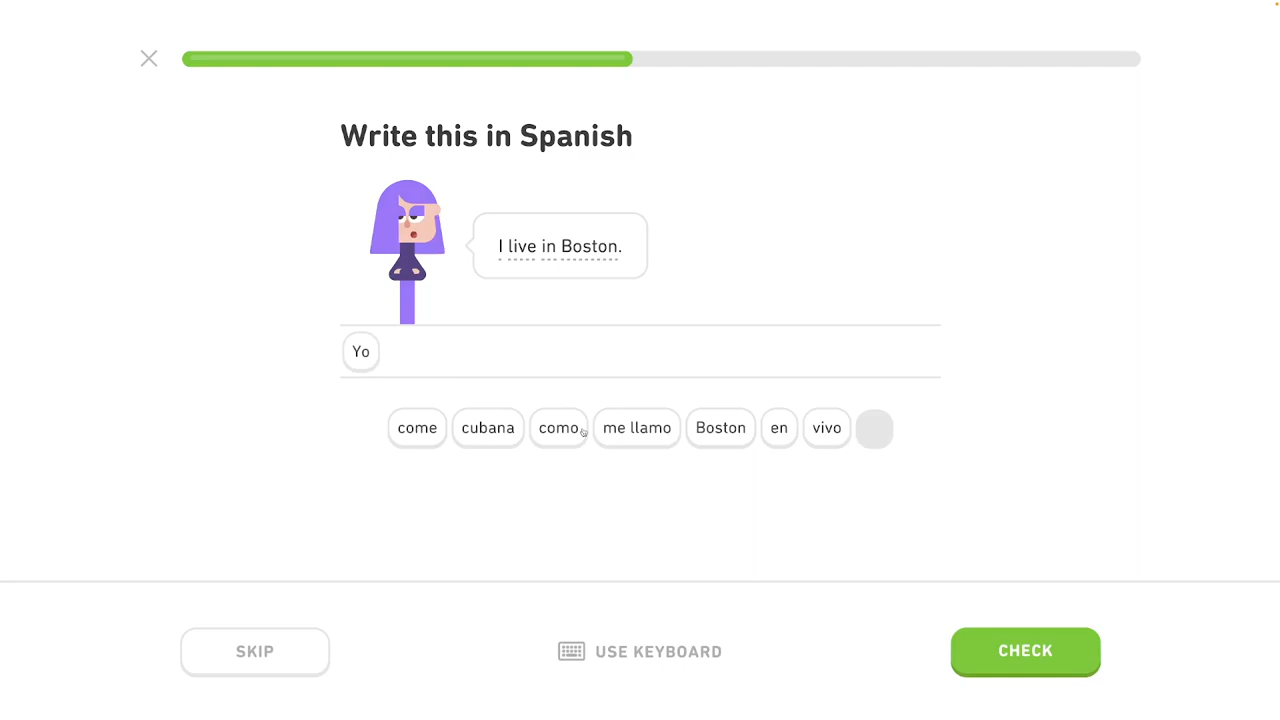 Write this in Spanish
I live in Boston.
Yo
come cubana como me llamo Boston en vivo
SKIP USE KEYBOARD CHECK